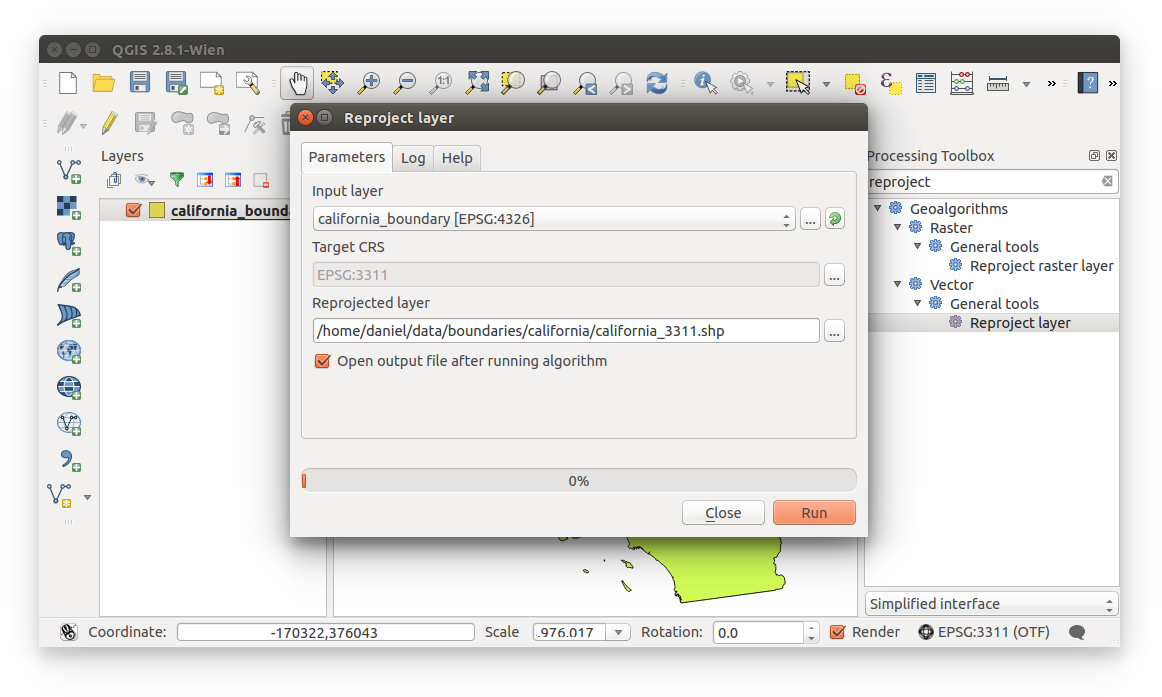 QGIS 2.8.1-Wien
1:1
Reproject layer
Layers
california_bound
Parameters
Log
Help
Input layer
california_boundary [EPSG:4326]
...
Target CRS
EPSG:3311
...
Reprojected layer
/home/daniel/data/boundaries/california/california_3311.shp
...
Open output file after running algorithm
0%
Close
Run
Processing Toolbox
reproject
Geoalgorithms
Raster
General tools
Reproject raster layer
Vector
General tools
Reproject layer
Simplified interface
Coordinate:
-170322,376043
Scale
.976.017
Rotation:
0.0
Render
EPSG:3311 (OTF)